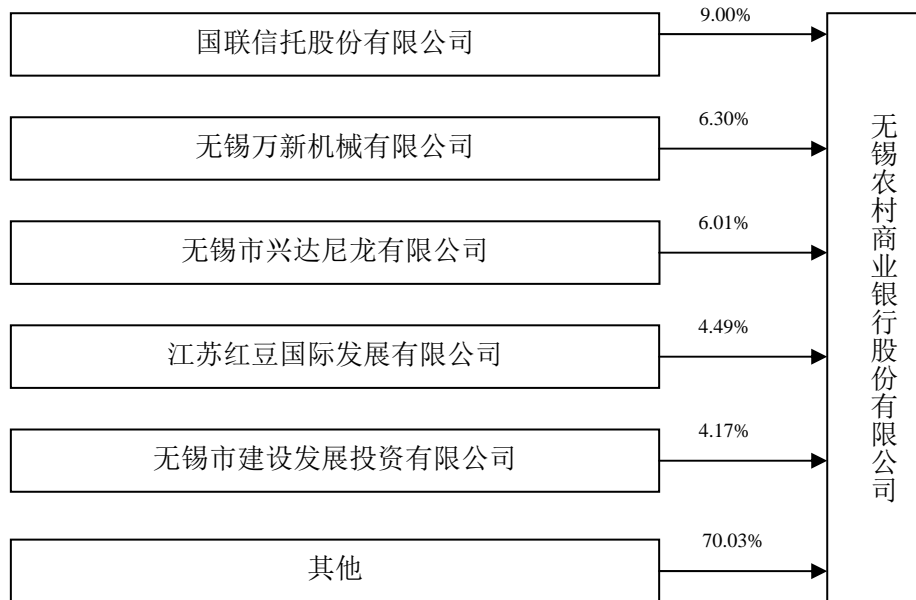 国联信托股份有限公司
9.00%
无锡万新机械有限公司
6.30%
无锡市兴达尼龙有限公司
6.01%
江苏红豆国际发展有限公司
4.49%
无锡市建设发展投资有限公司
4.17%
其他
70.03%
无锡农村商业银行股份有限公司